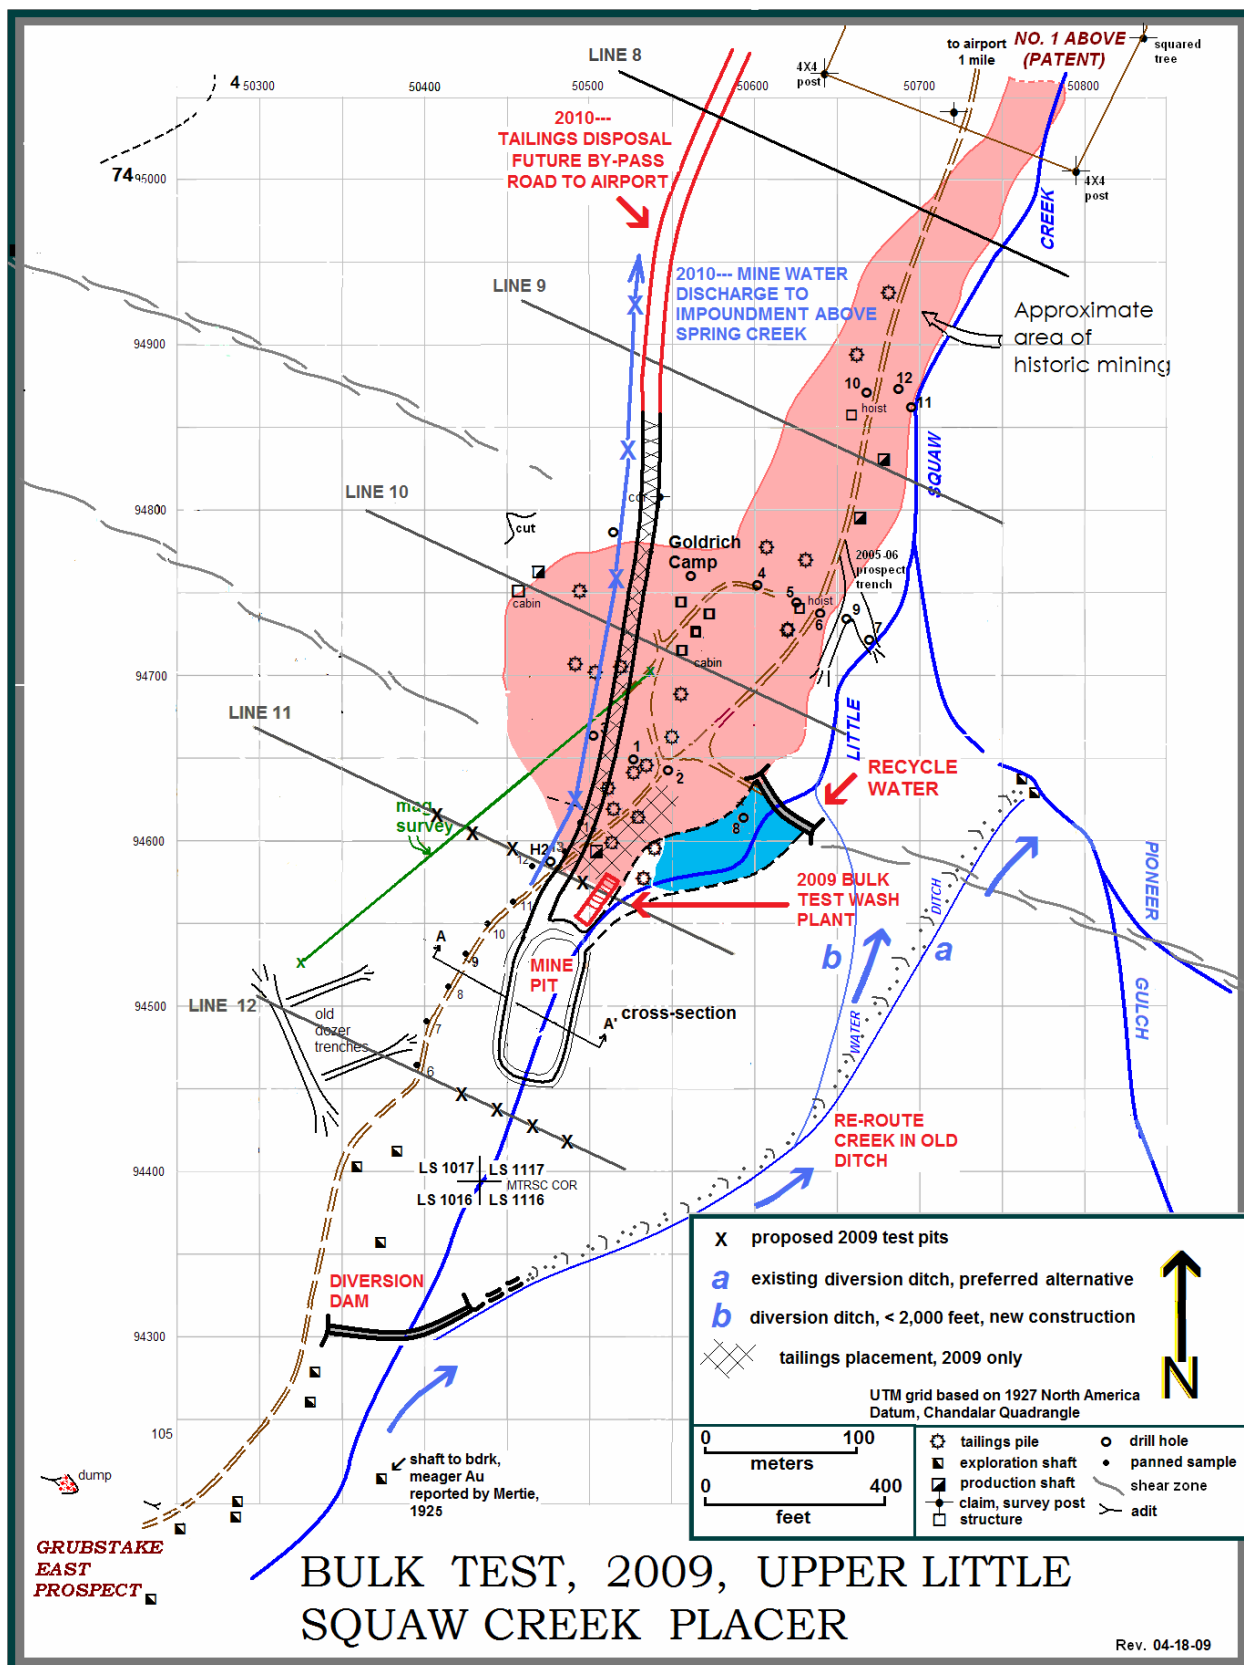 LINE 8
to airport
1 mile
NO. 1 ABOVE
(PATENT)
squared
tree
4X4
post
4
50300
50400
50500
50600
50700
50800
2010---
TAILINGS DISPOSAL
FUTURE BY-PASS
ROAD TO AIRPORT
74 95000
4X4
post
CREEK
LINE 9
2010--- MINE WATER
DISCHARGE TO
IMPOUNDMENT ABOVE
SPRING CREEK
Approximate
area of
historic mining
94900
10
12
11
hoist
SQUAW
LINE 10
94800
cut
Goldrich
Camp
2005-06
prospect
trench
4
5
hoist
6
9
7
cabin
cabin
94700
LINE 11
LITTLE
1
2
RECYCLE
WATER
mag
survey
94600
8
H2
13
12
PIONEER
2009 BULK
TEST WASH
PLANT
11
DITCH
10
A
9
b
a
MINE
PIT
8
LINE 12
94500
old
dozer
trenches
7
A'
cross-section
WATER
GULCH
6
RE-ROUTE
CREEK IN OLD
DITCH
94400
LS 1017
LS 1117
MTRSC COR
LS 1016
LS 1116
X proposed 2009 test pits
a existing diversion ditch, preferred alternative
b diversion ditch, < 2,000 feet, new construction
tailings placement, 2009 only
N
UTM grid based on 1927 North America
Datum, Chandalar Quadrangle
DIVERSION
DAM
94300
105
0 100
meters
0 400
feet
tailings pile
exploration shaft
production shaft
claim, survey post
structure
drill hole
panned sample
shear zone
adit
shaft to bdrk,
meager Au
reported by Mertie,
1925
dump
GRUBSTAKE
EAST
PROSPECT
BULK TEST, 2009, UPPER LITTLE
SQUAW CREEK PLACER
Rev. 04-18-09